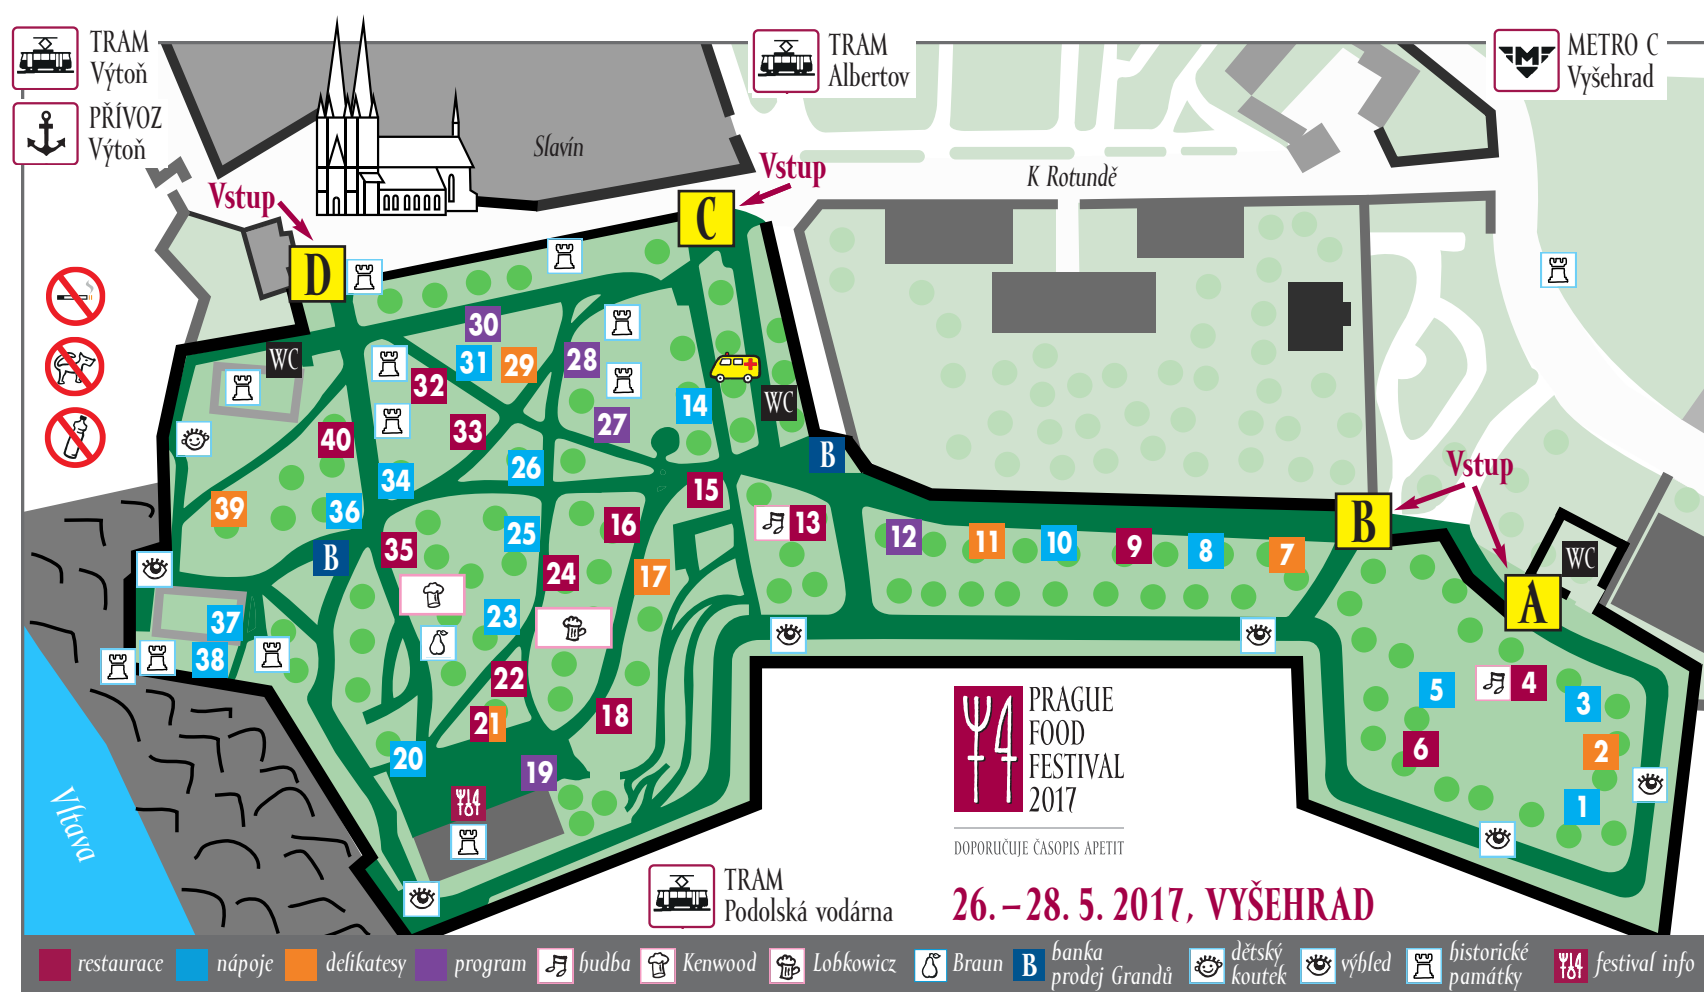 TRAM
Výtoň
PŘÍVOZ
Výtoň
TRAM
Albertov
METRO C
Vyšehrad
Slavín
K Rotundě
Vstup
Vstup
Vstup
D
C
B
A
WC
WC
WC
B
B
30
31
29
28
32
33
27
14
40
34
26
39
36
15
35
25
16
13
24
17
12
11
10
9
8
7
37
23
38
22
21
18
20
19
5
4
3
6
2
1
Vltava
PRAGUE
FOOD
FESTIVAL
2017
DOPORUČUJE ČASOPIS APETIT
TRAM
Podolská vodárna
26.–28. 5. 2017, VYŠEHRAD
restaurace
nápoje
delikatesy
program
hudba
Kenwood
Lobkowicz
Braun
B banka
prodej Grandů
dětský
koutek
výhled
historické
památky
festival info